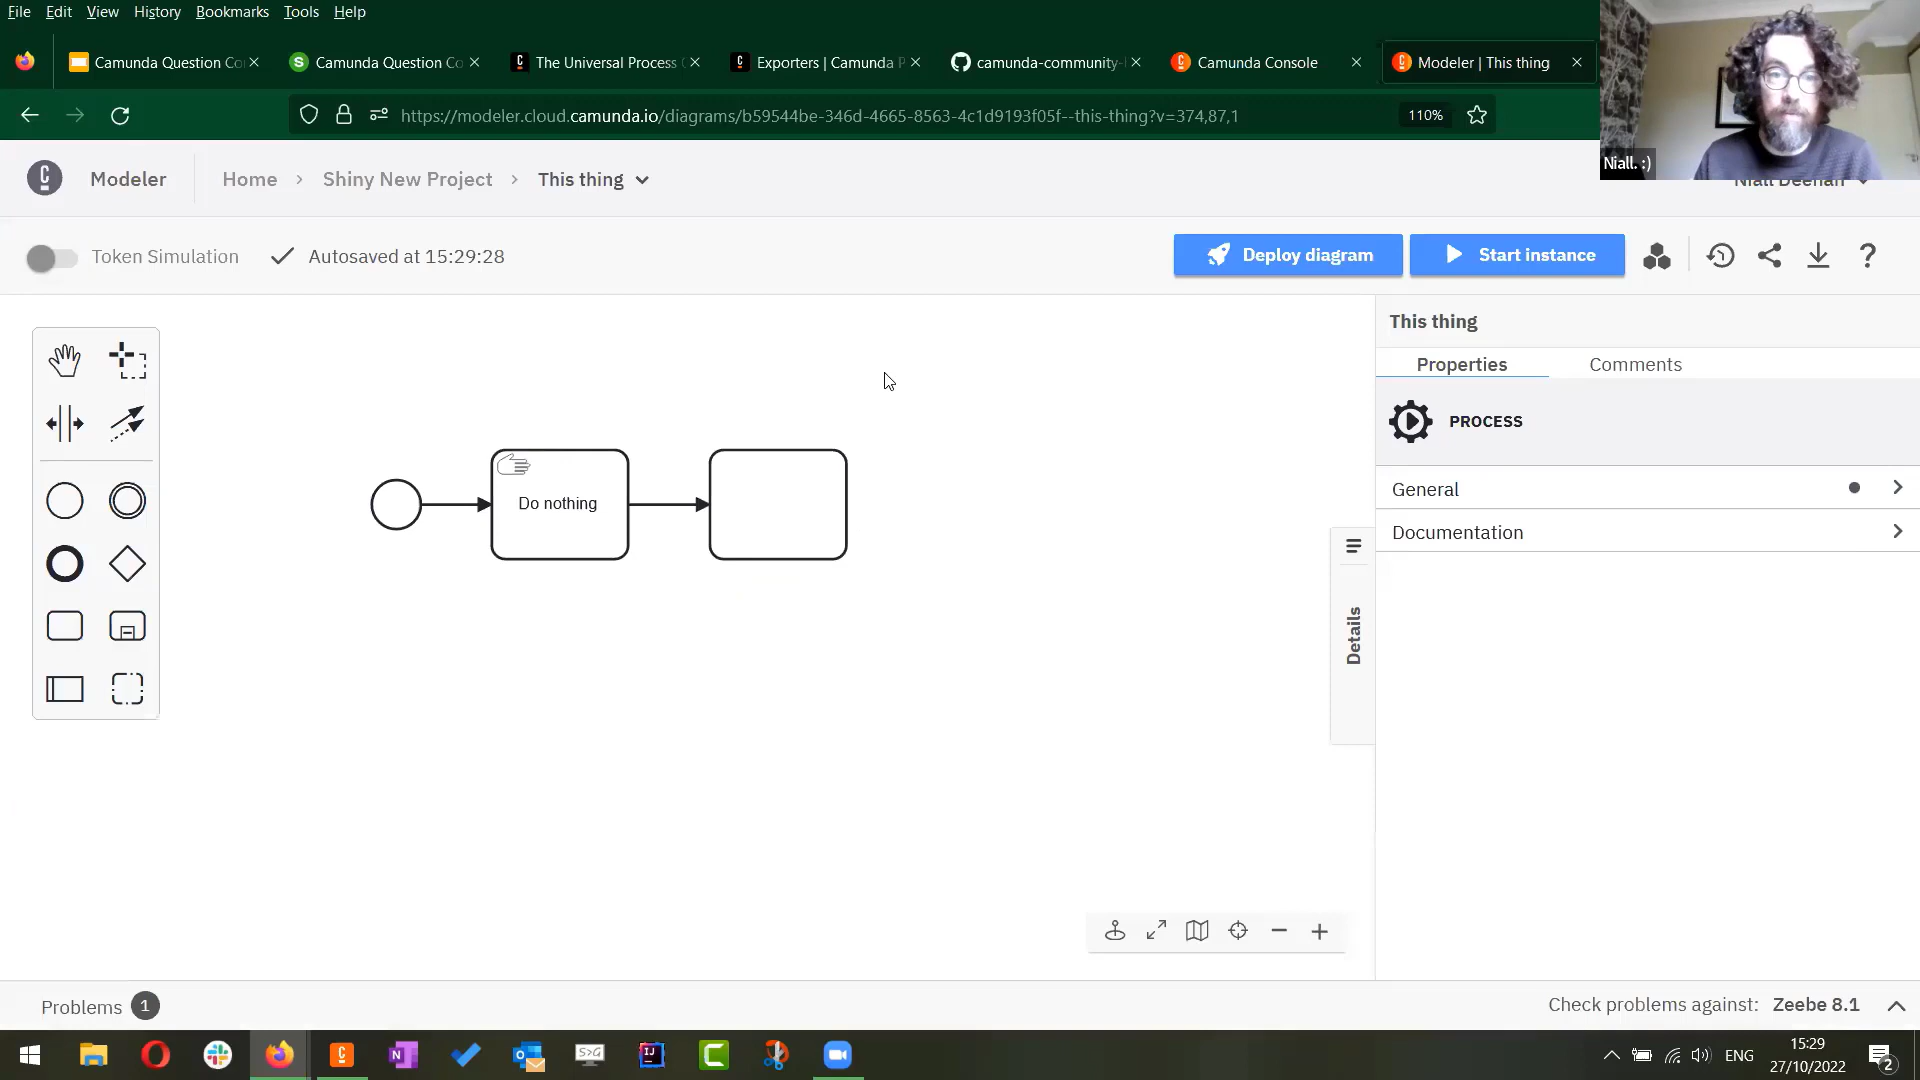 File Edit View History Bookmarks Tools Help
Camunda Question Co
Camunda Question Co
The Universal Process
Exporters | Camunda P
camunda-community-
Camunda Console
Modeler | This thing
https://modeler.cloud.camunda.io/diagrams/b59544be-346d-4665-8563-4c1d9193f05f--this-thing?v=374,87,1
110%
Niall. :)
Modeler
Home > Shiny New Project > This thing
Niall Deehan
Token Simulation
Autosaved at 15:29:28
Deploy diagram
Start instance
?
This thing
Properties
Comments
PROCESS
General
Documentation
Do nothing
Details
Problems 1
Check problems against: Zeebe 8.1
ENG
15:29
27/10/2022
2